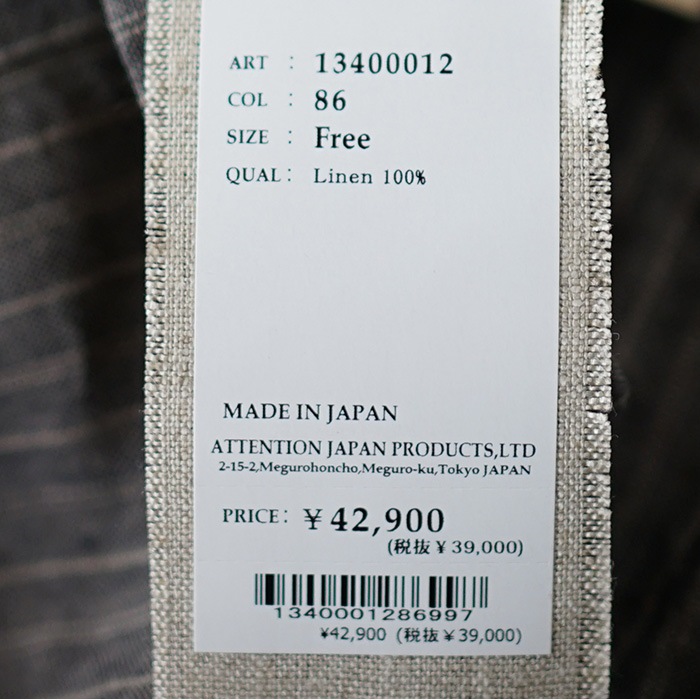 ART : 13400012
COL : 86
SIZE : Free
QUAL : Linen 100%
MADE IN JAPAN
ATTENTION JAPAN PRODUCTS,LTD
2-15-2,Megurohoncho,Meguro-ku,Tokyo JAPAN
PRICE: ¥42,900
(税抜¥39,000)
1340001286997
¥42,900 (税抜¥39,000)